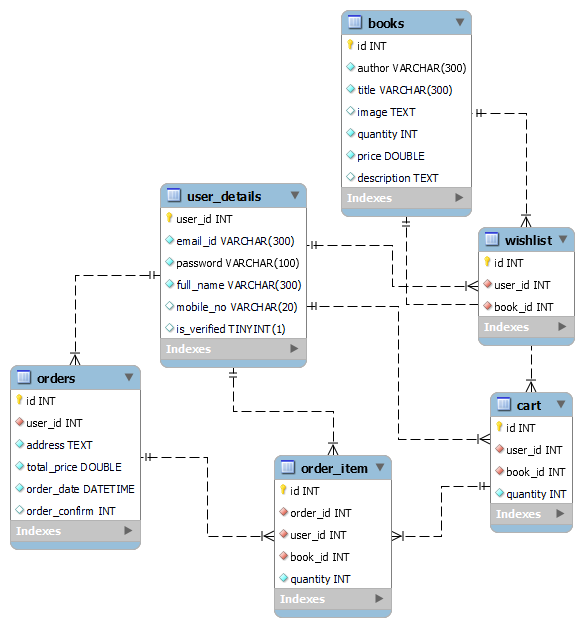 books
id INT
author VARCHAR(300)
title VARCHAR(300)
image TEXT
quantity INT
price DOUBLE
description TEXT
Indexes
user_details
user_id INT
email_id VARCHAR(300)
password VARCHAR(100)
full_name VARCHAR(300)
mobile_no VARCHAR(20)
is_verified TINYINT(1)
Indexes
wishlist
id INT
user_id INT
book_id INT
Indexes
orders
id INT
user_id INT
address TEXT
total_price DOUBLE
order_date DATETIME
order_confirm INT
Indexes
cart
id INT
user_id INT
book_id INT
quantity INT
Indexes
order_item
id INT
order_id INT
user_id INT
book_id INT
quantity INT
Indexes